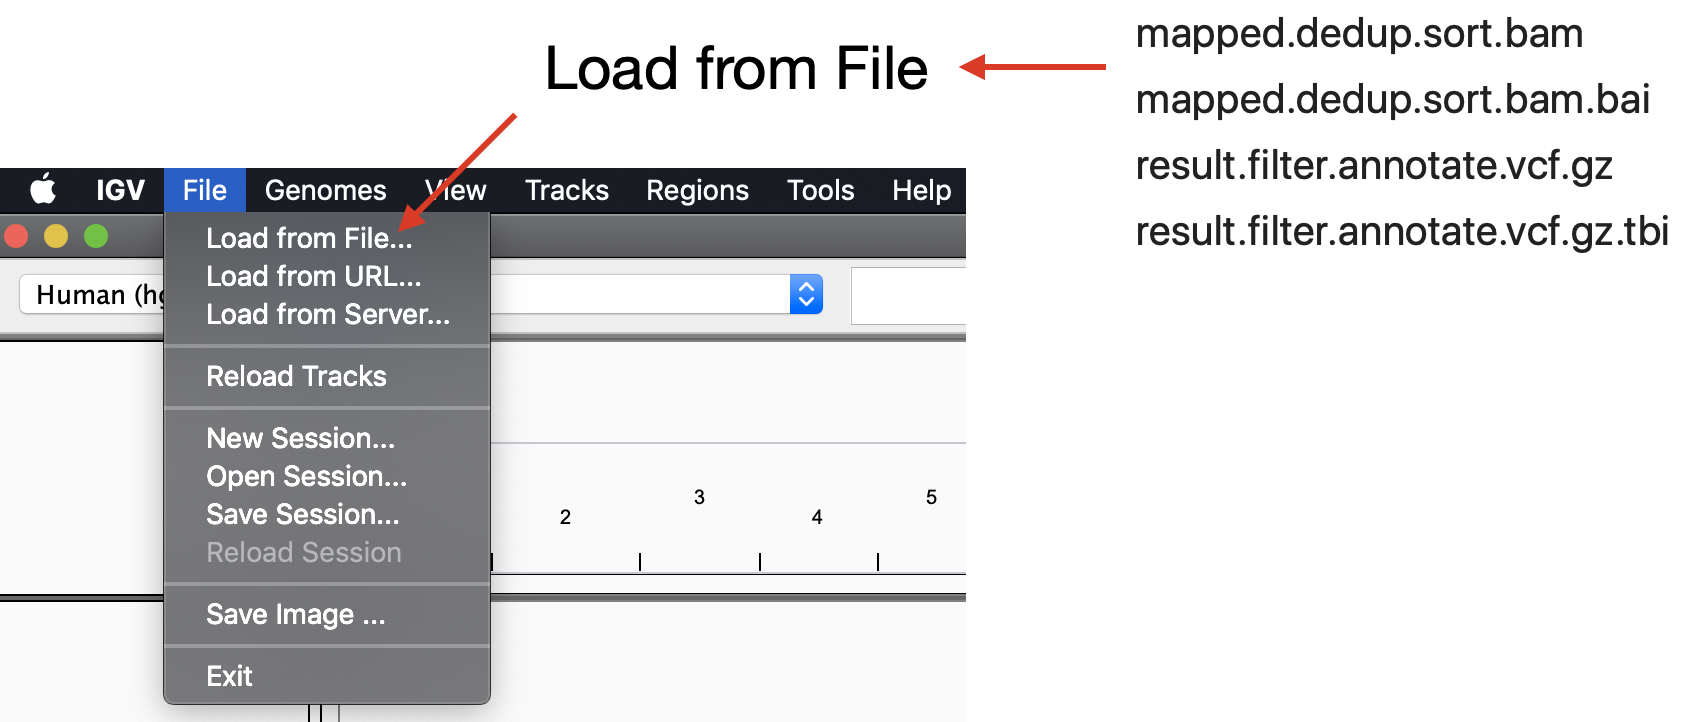 Load from File
mapped.dedup.sort.bam
mapped.dedup.sort.bam.bai
result.filter.annotate.vcf.gz
result.filter.annotate.vcf.gz.tbi
IGV File Genomes View Tracks Regions Tools Help
Load from File...
Load from URL...
Load from Server...
Human (hg
Reload Tracks
New Session...
Open Session...
Save Session...
Reload Session
Save Image ...
Exit
2 3 4 5